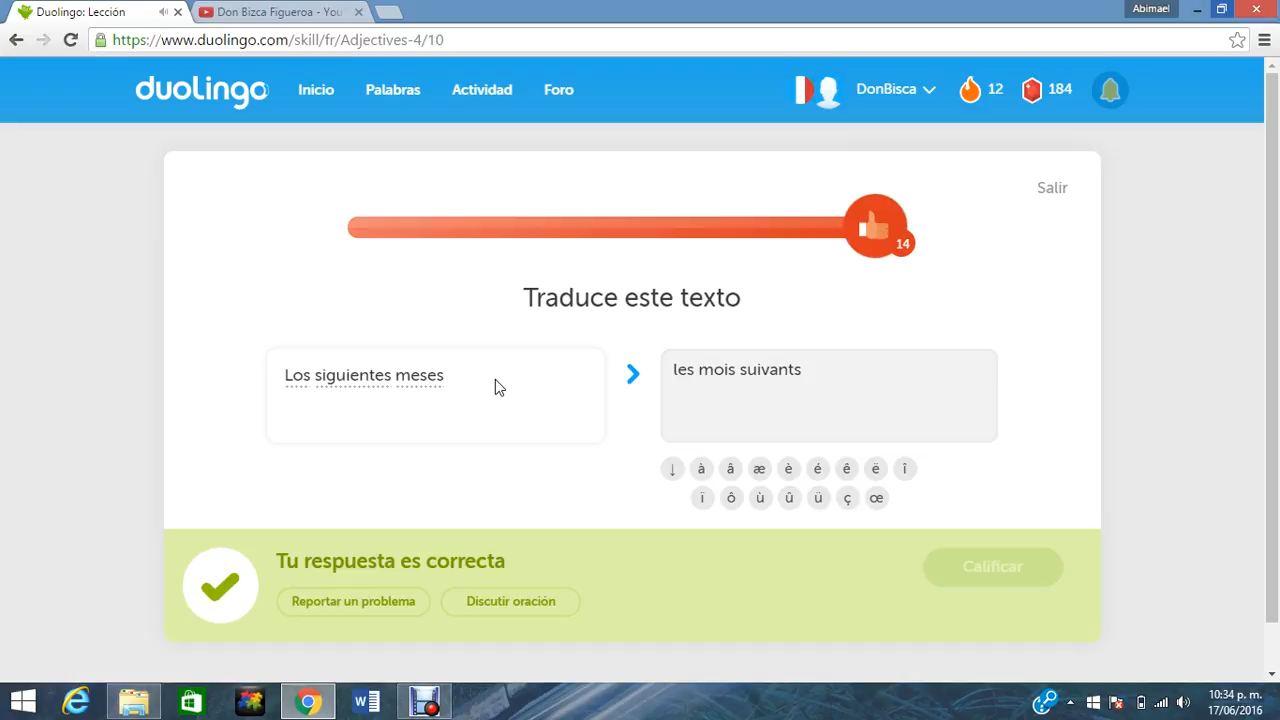 Duolingo: Lección
Don Bizca Figueroa - You
Abimael
https://www.duolingo.com/skill/fr/Adjectives-4/10
duolingo Inicio Palabras Actividad Foro DonBisca 12 184
Salir
14
Traduce este texto
Los siguientes meses
les mois suivants
↓ à â æ è é ê ë î
ï ô ù û ü ç œ
Tu respuesta es correcta
Calificar
Reportar un problema Discutir oración
10:34 p. m.
17/06/2016